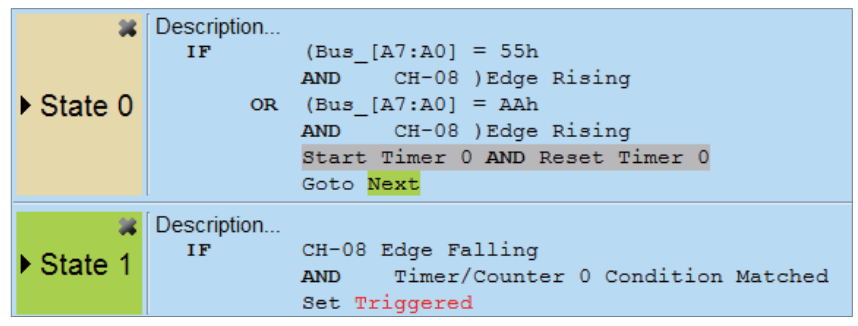 Description...
State 0
IF (Bus_[A7:A0] = 55h
AND CH-08 )Edge Rising
OR (Bus_[A7:A0] = AAh
AND CH-08 )Edge Rising
Start Timer 0 AND Reset Timer 0
Goto Next
Description...
State 1
IF CH-08 Edge Falling
AND Timer/Counter 0 Condition Matched
Set Triggered